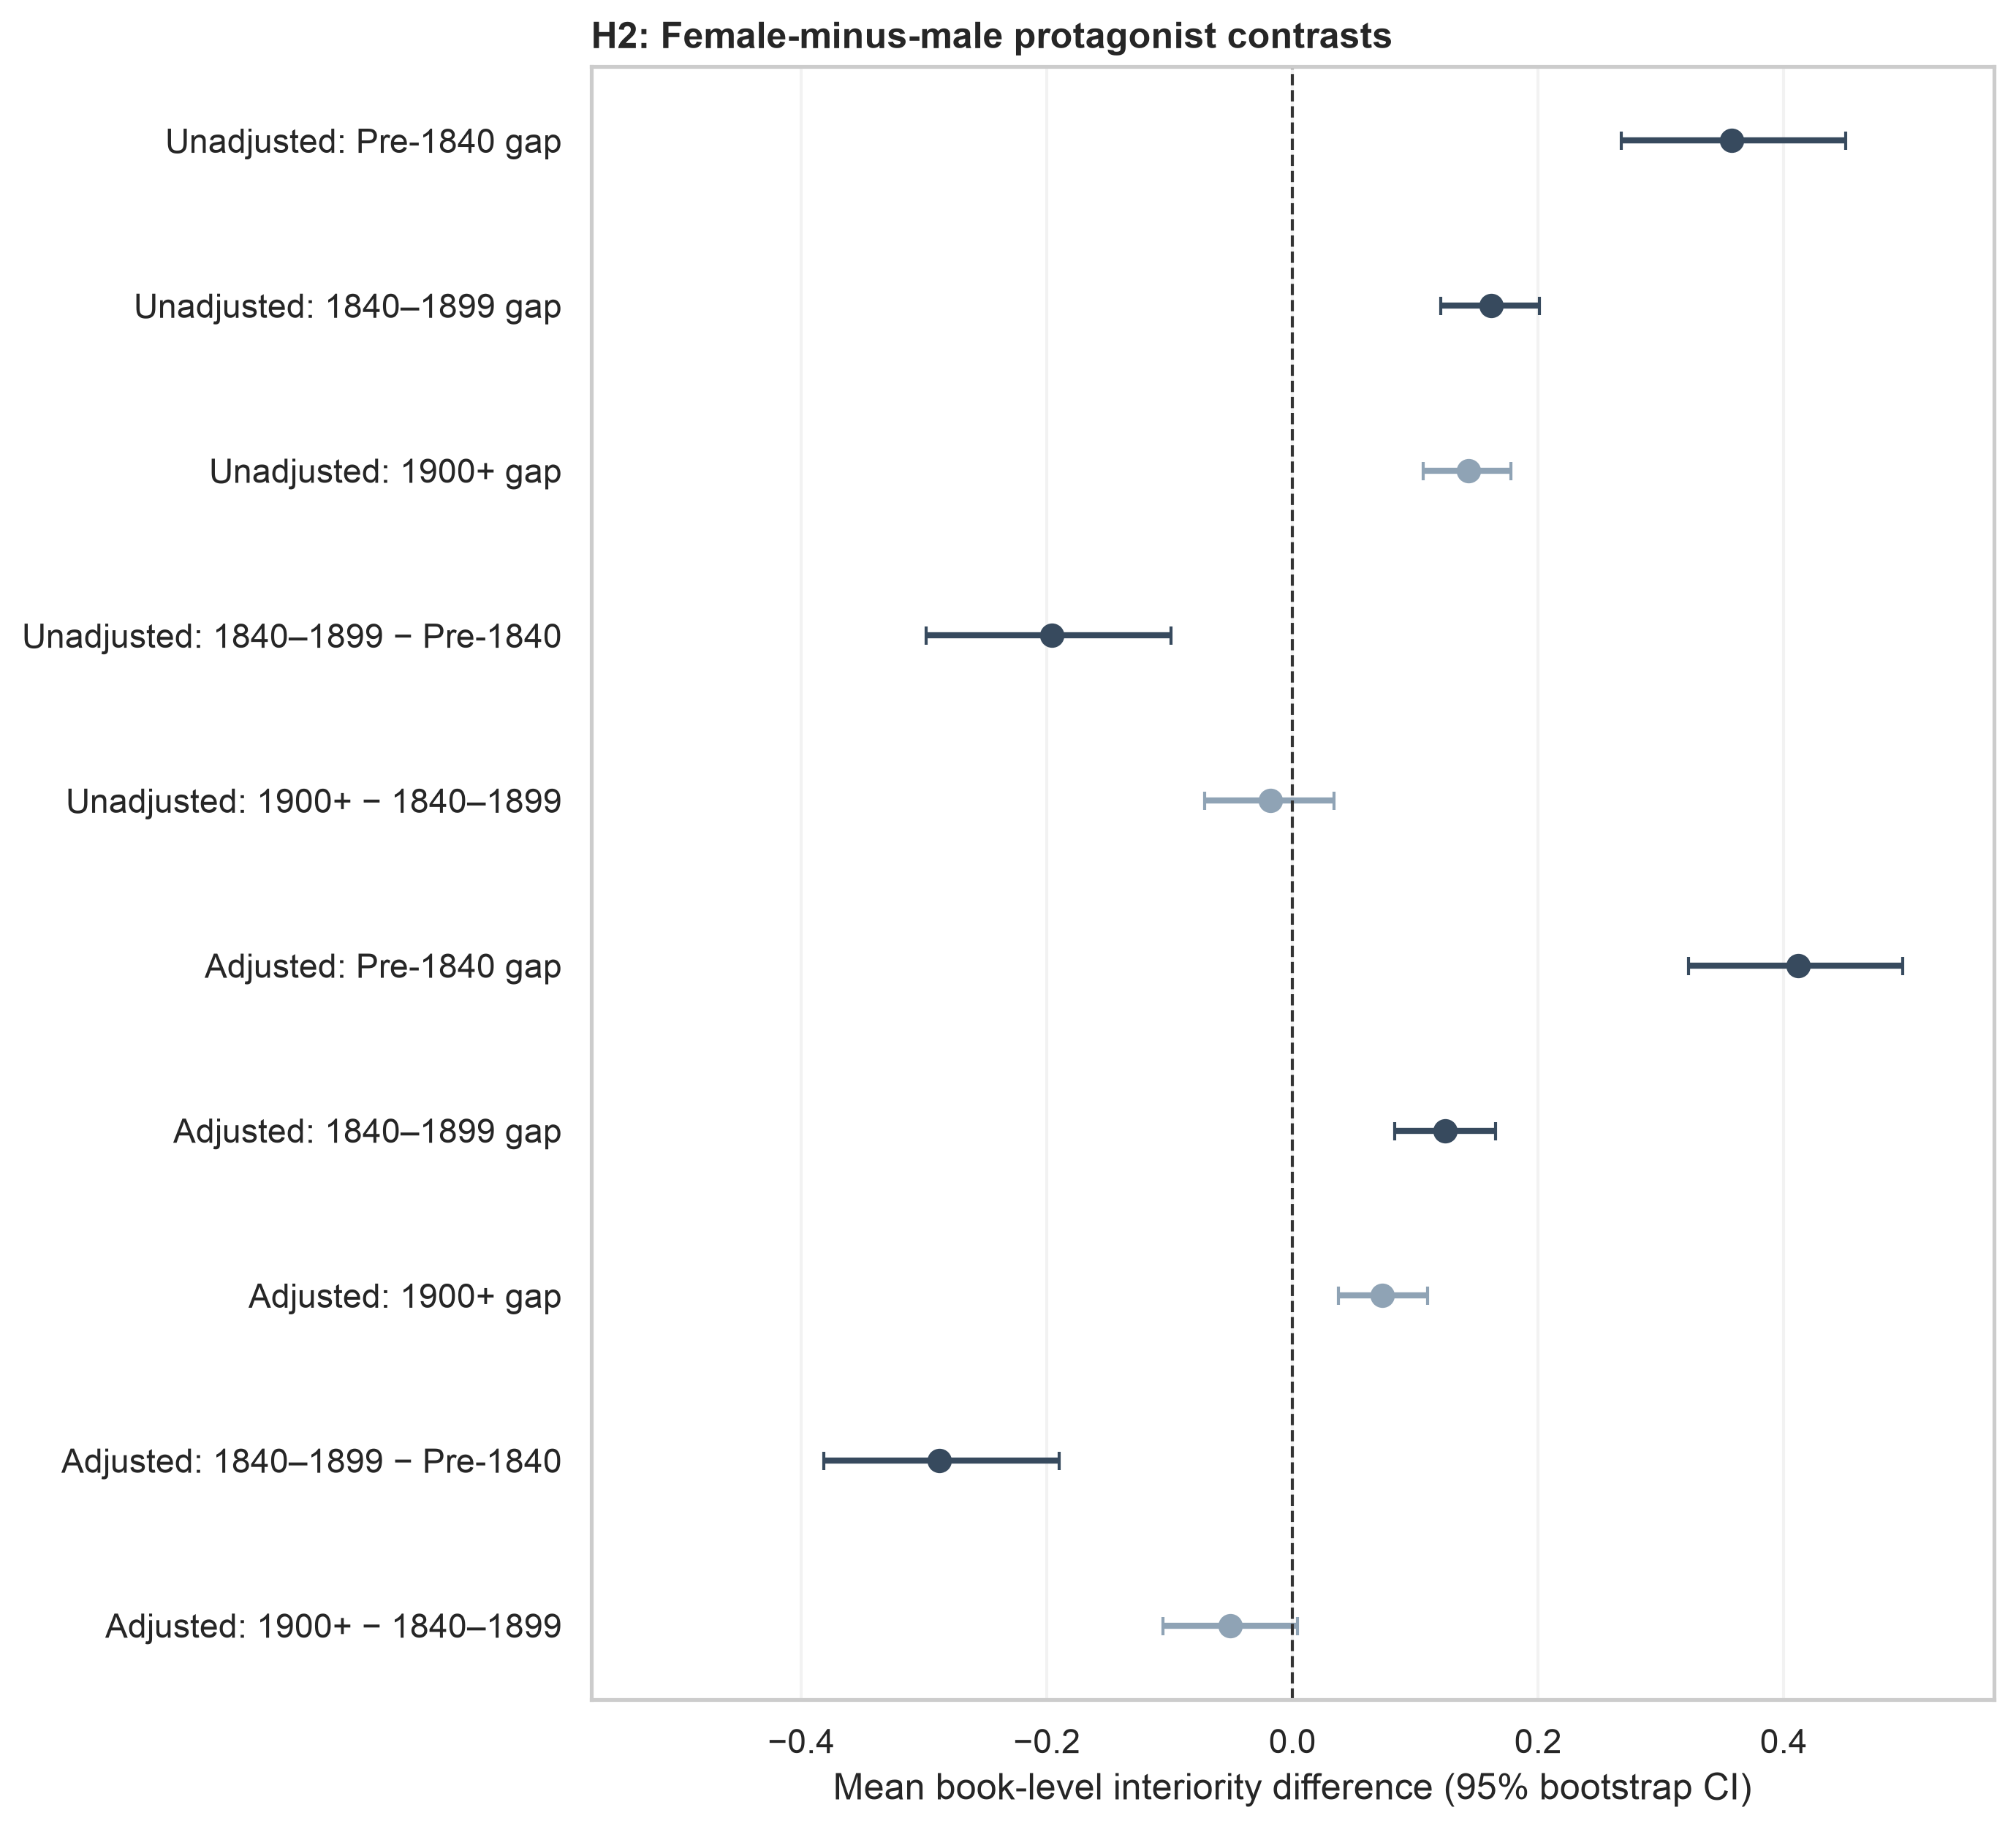 H2: Female-minus-male protagonist contrasts
Unadjusted: Pre-1840 gap
Unadjusted: 1840–1899 gap
Unadjusted: 1900+ gap
Unadjusted: 1840–1899 − Pre-1840
Unadjusted: 1900+ − 1840–1899
Adjusted: Pre-1840 gap
Adjusted: 1840–1899 gap
Adjusted: 1900+ gap
Adjusted: 1840–1899 − Pre-1840
Adjusted: 1900+ − 1840–1899
−0.4 −0.2 0.0 0.2 0.4
Mean book-level interiority difference (95% bootstrap CI)